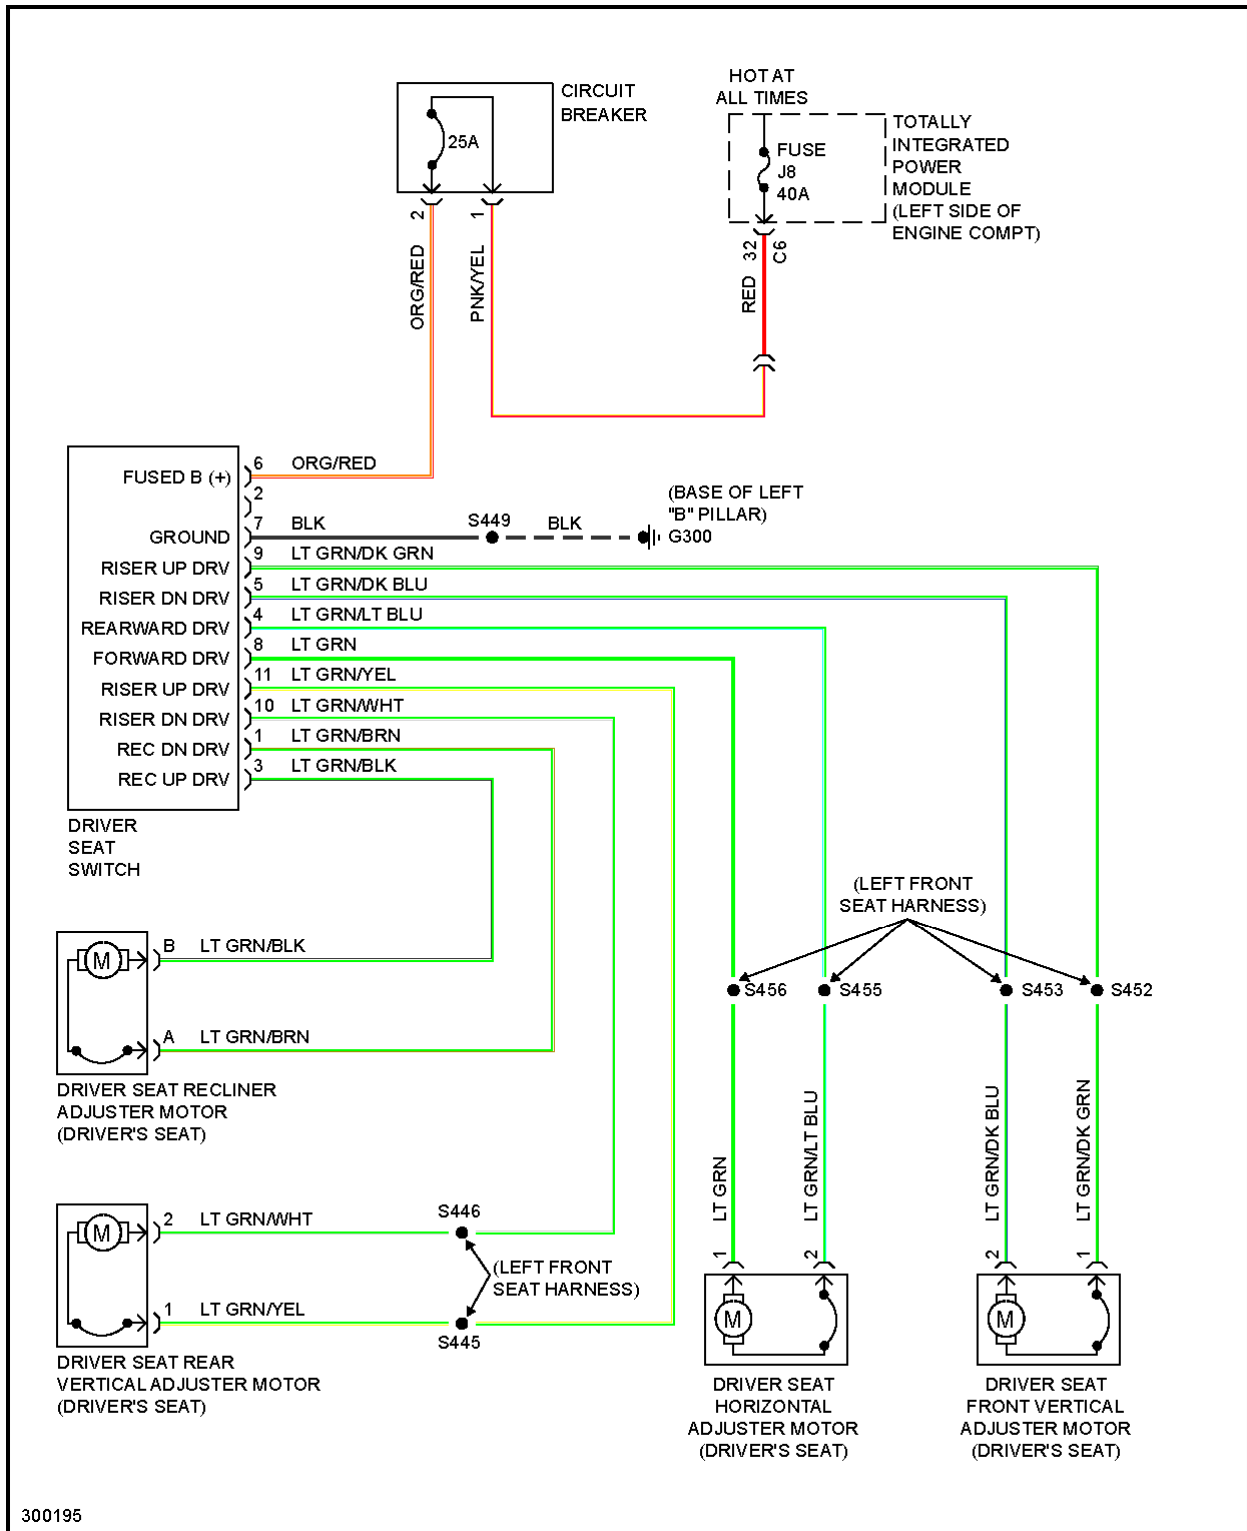 HOT AT
ALL TIMES
CIRCUIT
BREAKER
25A
TOTALLY
INTEGRATED
POWER
MODULE
(LEFT SIDE OF
ENGINE COMPT)
FUSE
J8
40A
2
1
32
C6
ORG/RED
PNK/YEL
RED
FUSED B (+)
6
ORG/RED
2
GROUND
7
BLK
S449
BLK
(BASE OF LEFT
"B" PILLAR)
G300
RISER UP DRV
9
LT GRN/DK GRN
RISER DN DRV
5
LT GRN/DK BLU
REARWARD DRV
4
LT GRN/LT BLU
FORWARD DRV
8
LT GRN
RISER UP DRV
11
LT GRN/YEL
RISER DN DRV
10
LT GRN/WHT
REC DN DRV
1
LT GRN/BRN
REC UP DRV
3
LT GRN/BLK
DRIVER
SEAT
SWITCH
(LEFT FRONT
SEAT HARNESS)
M
B
LT GRN/BLK
A
LT GRN/BRN
DRIVER SEAT RECLINER
ADJUSTER MOTOR
(DRIVER'S SEAT)
S456
S455
S453
S452
LT GRN
LT GRN/LT BLU
LT GRN/DK BLU
LT GRN/DK GRN
M
2
LT GRN/WHT
S446
(LEFT FRONT
SEAT HARNESS)
1
LT GRN/YEL
S445
DRIVER SEAT REAR
VERTICAL ADJUSTER MOTOR
(DRIVER'S SEAT)
1
2
2
1
M
M
DRIVER SEAT
HORIZONTAL
ADJUSTER MOTOR
(DRIVER'S SEAT)
DRIVER SEAT
FRONT VERTICAL
ADJUSTER MOTOR
(DRIVER'S SEAT)
300195